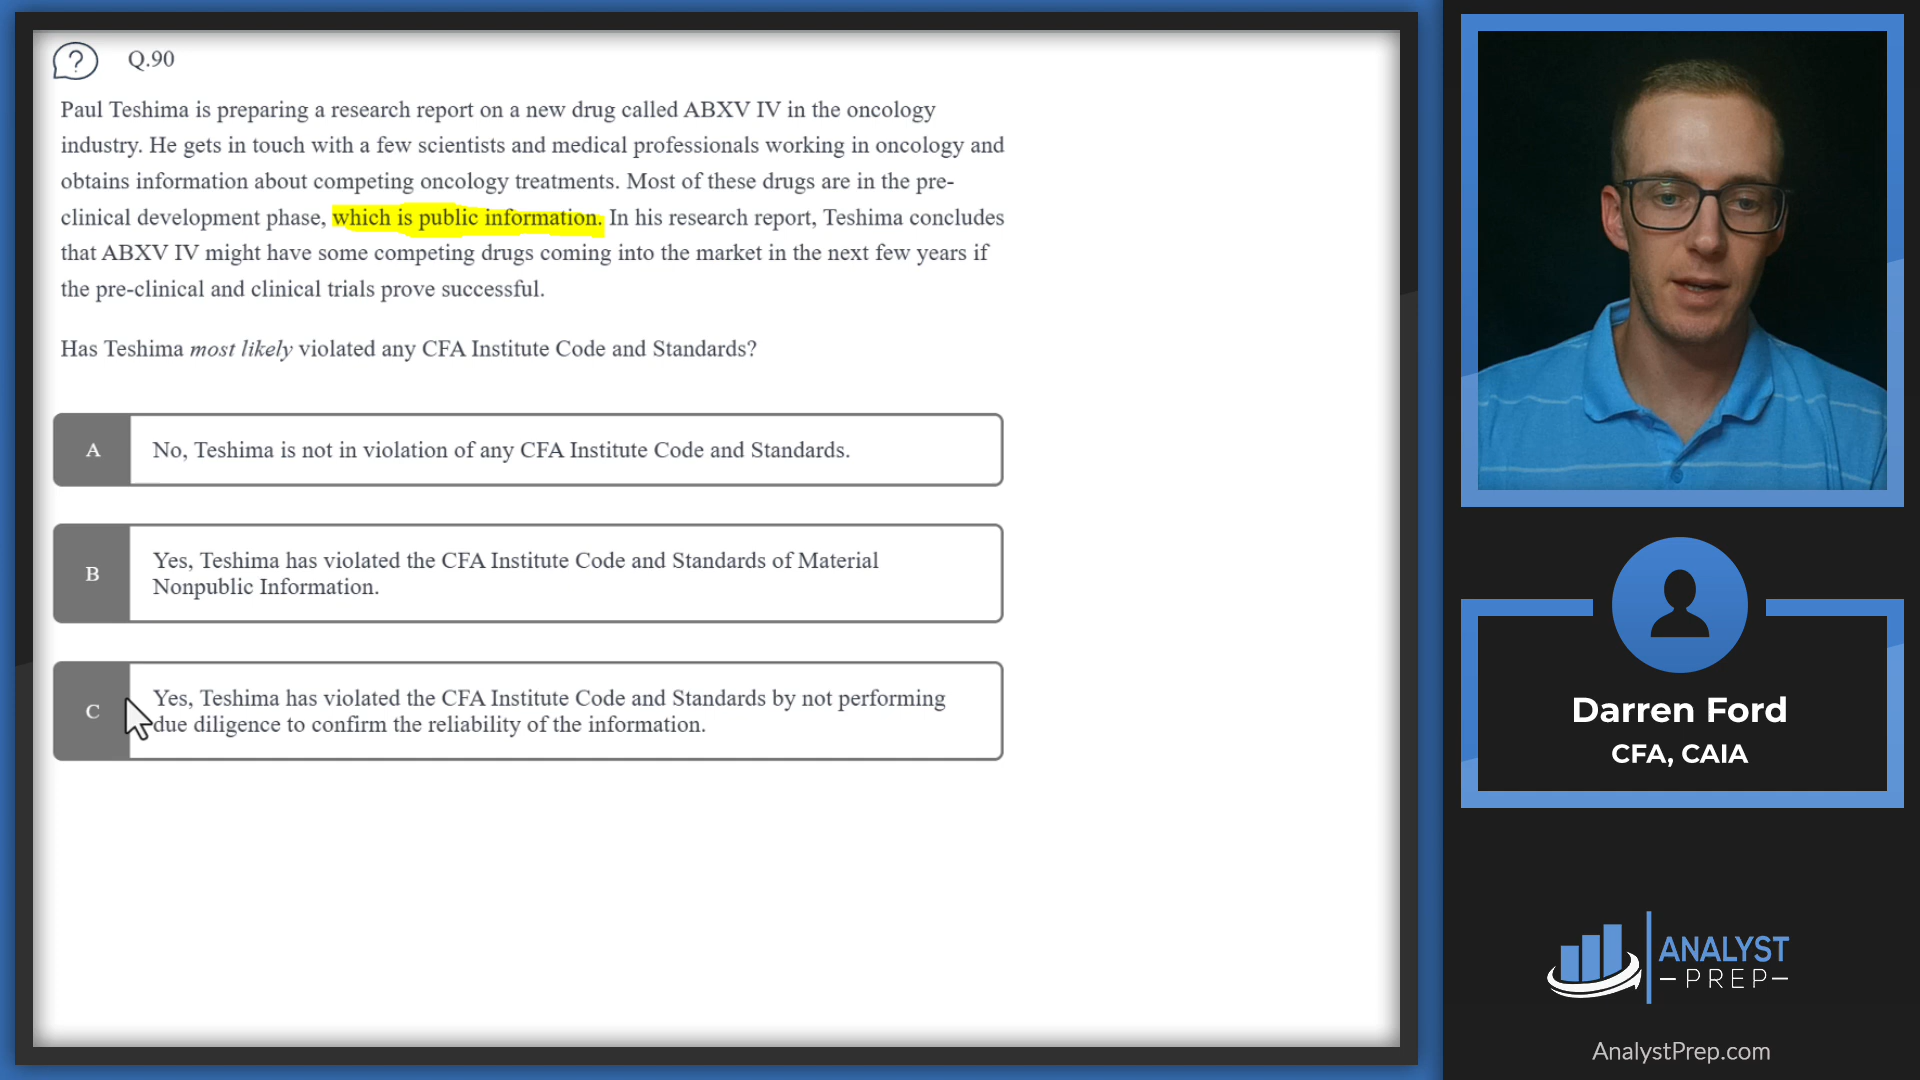 ?
Q.90
Paul Teshima is preparing a research report on a new drug called ABXV IV in the oncology
industry. He gets in touch with a few scientists and medical professionals working in oncology and
obtains information about competing oncology treatments. Most of these drugs are in the pre-
clinical development phase, which is public information. In his research report, Teshima concludes
that ABXV IV might have some competing drugs coming into the market in the next few years if
the pre-clinical and clinical trials prove successful.
Has Teshima most likely violated any CFA Institute Code and Standards?
A
No, Teshima is not in violation of any CFA Institute Code and Standards.
B
Yes, Teshima has violated the CFA Institute Code and Standards of Material
Nonpublic Information.
C
Yes, Teshima has violated the CFA Institute Code and Standards by not performing
due diligence to confirm the reliability of the information.
Darren Ford
CFA, CAIA
ANALYST
PREP
AnalystPrep.com